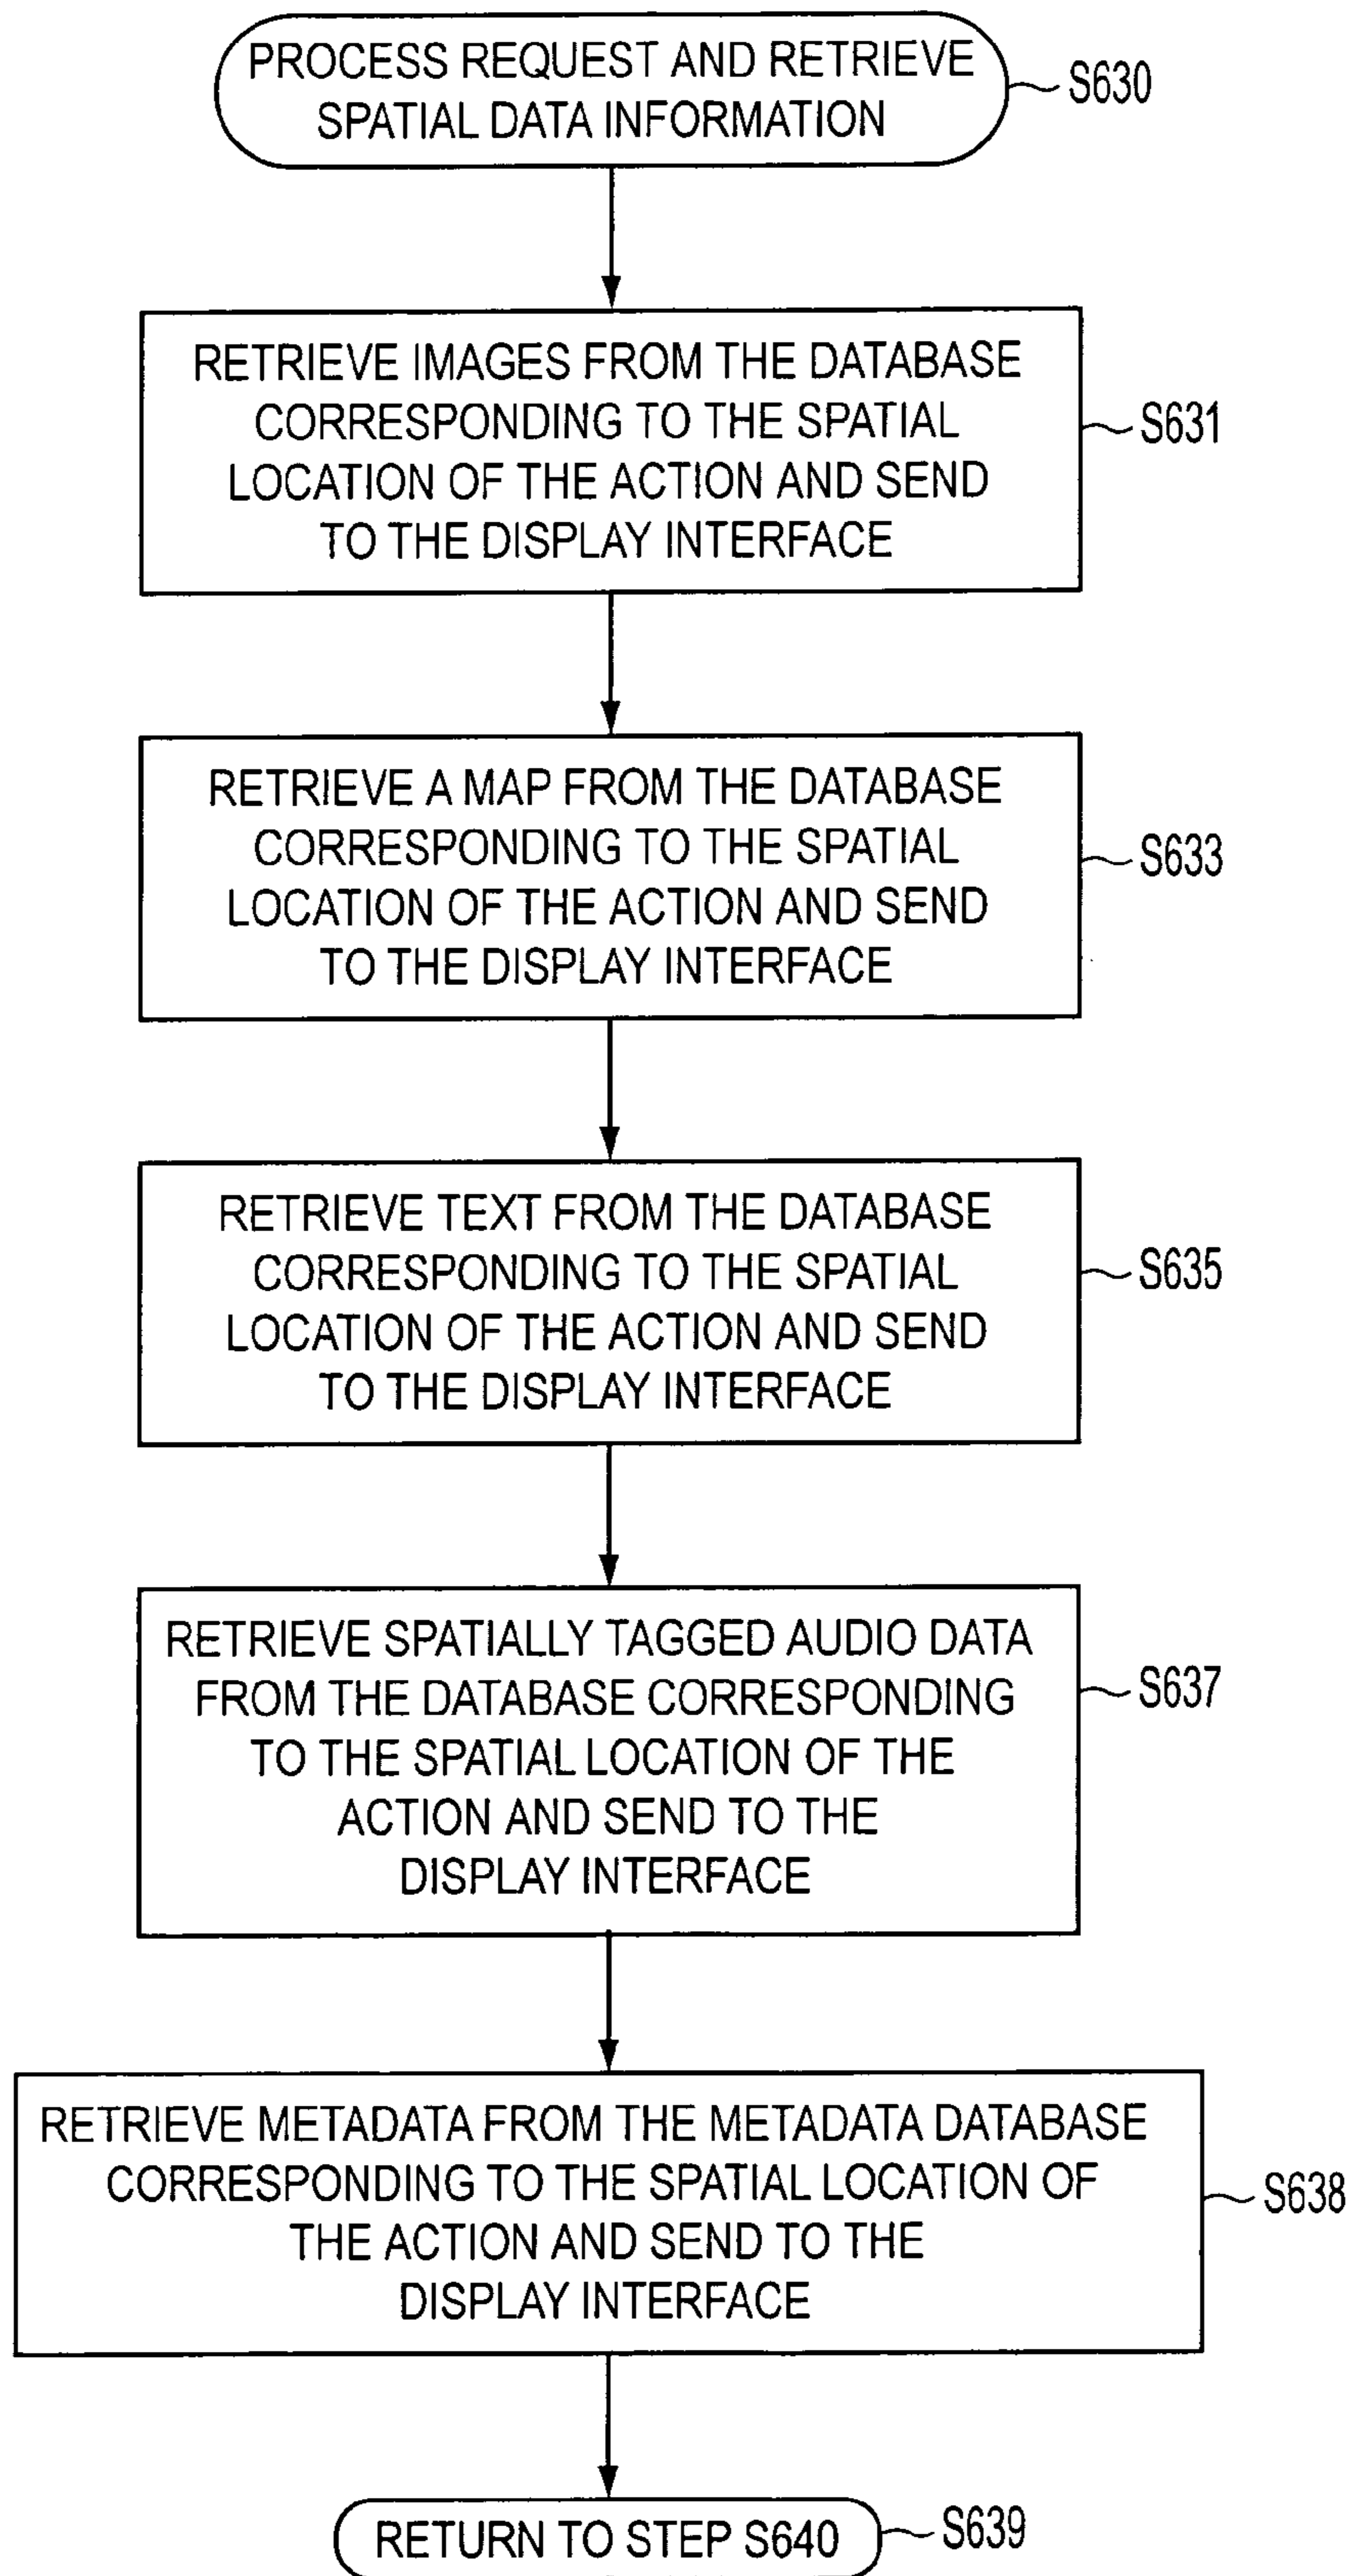 PROCESS REQUEST AND RETRIEVE
SPATIAL DATA INFORMATION
S630
RETRIEVE IMAGES FROM THE DATABASE
CORRESPONDING TO THE SPATIAL
LOCATION OF THE ACTION AND SEND
TO THE DISPLAY INTERFACE
S631
RETRIEVE A MAP FROM THE DATABASE
CORRESPONDING TO THE SPATIAL
LOCATION OF THE ACTION AND SEND
TO THE DISPLAY INTERFACE
S633
RETRIEVE TEXT FROM THE DATABASE
CORRESPONDING TO THE SPATIAL
LOCATION OF THE ACTION AND SEND
TO THE DISPLAY INTERFACE
S635
RETRIEVE SPATIALLY TAGGED AUDIO DATA
FROM THE DATABASE CORRESPONDING
TO THE SPATIAL LOCATION OF THE
ACTION AND SEND TO THE
DISPLAY INTERFACE
S637
RETRIEVE METADATA FROM THE METADATA DATABASE
CORRESPONDING TO THE SPATIAL LOCATION OF
THE ACTION AND SEND TO THE
DISPLAY INTERFACE
S638
RETURN TO STEP S640
S639